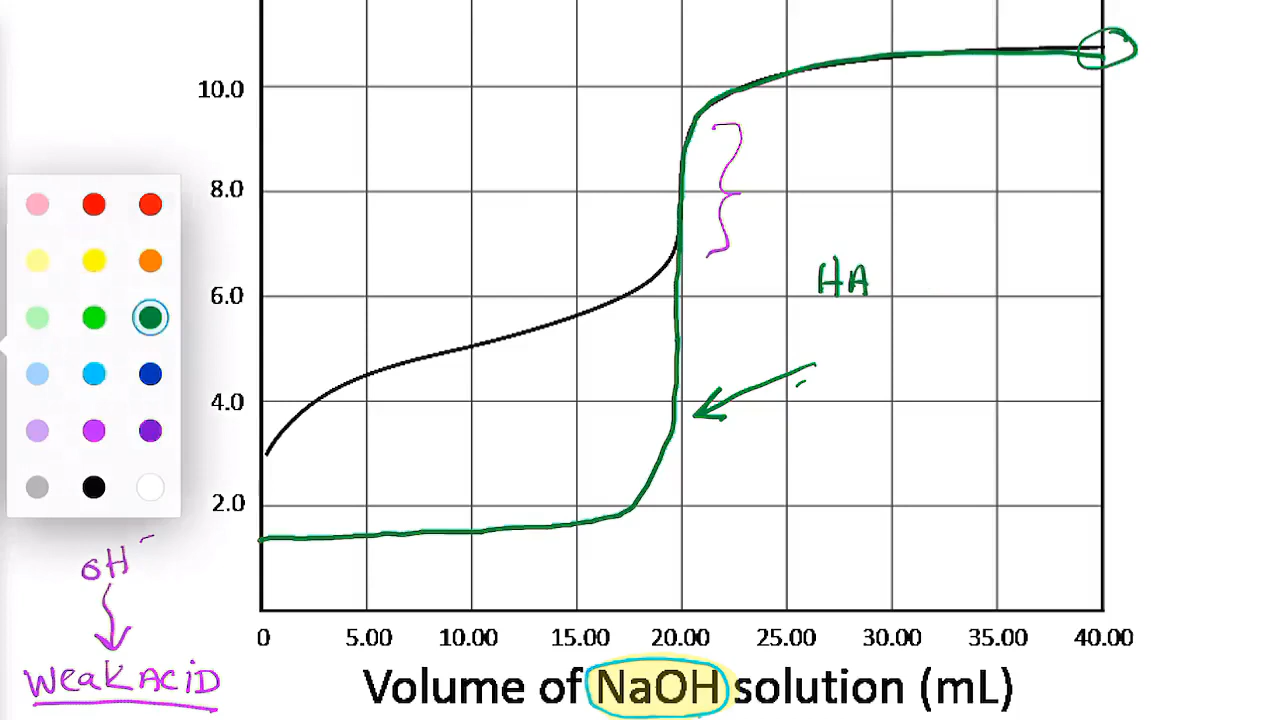 10.0
8.0
6.0
HA
4.0
2.0
OH⁻
0 5.00 10.00 15.00 20.00 25.00 30.00 35.00 40.00
Weak ACiD
Volume of NaOH solution (mL)